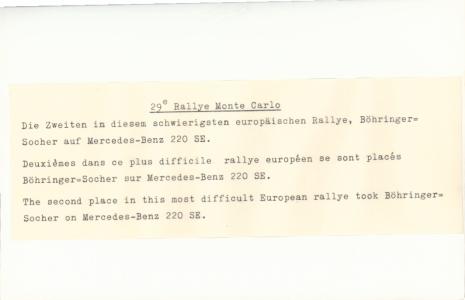 29e Rallye Monte Carlo
Die Zweiten in diesem schwierigsten europäischen Rallye, Böhringer=
Socher auf Mercedes-Benz 220 SE.
Deuxièmes dans ce plus difficile rallye européen se sont placés
Böhringer=Socher sur Mercedes-Benz 220 SE.
The second place in this most difficult European rallye took Böhringer=
Socher on Mercedes-Benz 220 SE.